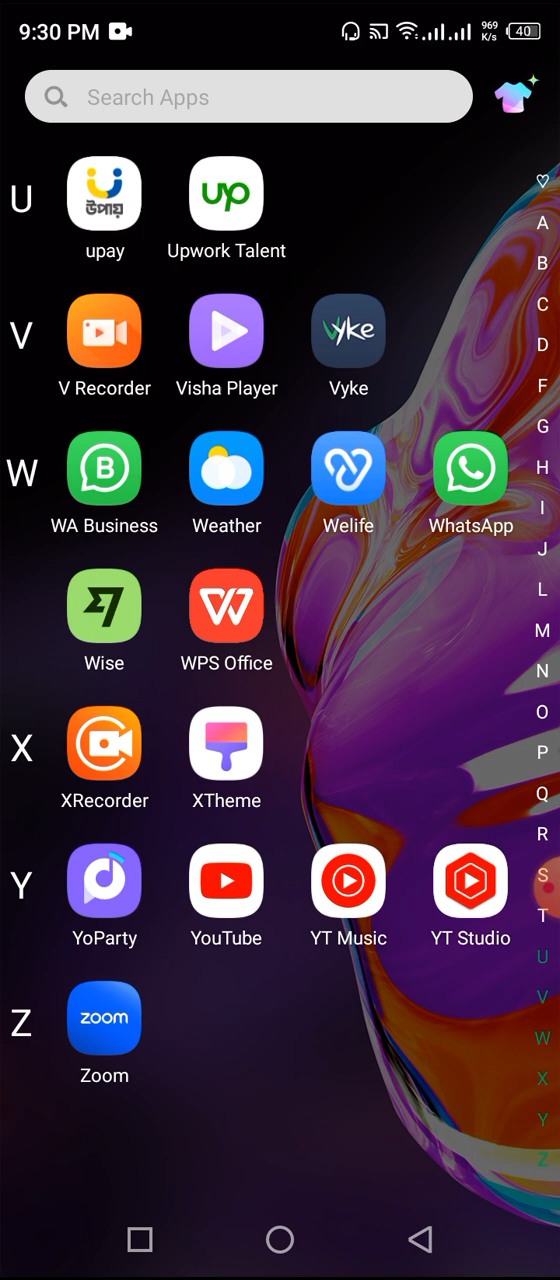 9:30 PM
969
K/s
40
Search Apps
♡
A
B
C
D
F
G
H
I
J
L
M
N
O
P
Q
R
S
T
U
V
W
X
Y
Z
U
উপায়
up
upay
Upwork Talent
V
Vyke
V Recorder
Visha Player
Vyke
W
B
WA Business
Weather
Welife
WhatsApp
W
Wise
WPS Office
X
XRecorder
XTheme
Y
YoParty
YouTube
YT Music
YT Studio
Z
zoom
Zoom